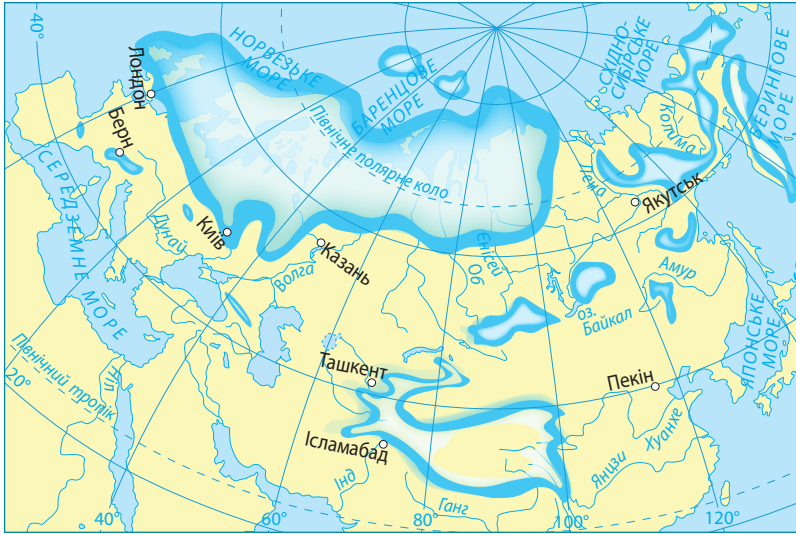 40°
Лондон
НОРВЕЗЬКЕ
МОРЕ
БАРЕНЦОВЕ
МОРЕ
СХІДНО-
СИБІРСЬКЕ
МОРЕ
БЕРИНГОВЕ
МОРЕ
Берн
Північне полярне коло
Колима
Лена
Якутськ
СЕРЕДЗЕМНЕ МОРЕ
Дунай
Київ
Волга
Казань
Об
Єнісей
оз.
Байкал
Амур
ЯПОНСЬКЕ
МОРЕ
Північний тропік
20°
Ніл
Ташкент
Ісламабад
Пекін
Інд
Ганг
Янцзи
Хуанхе
40°
60°
80°
100°
120°